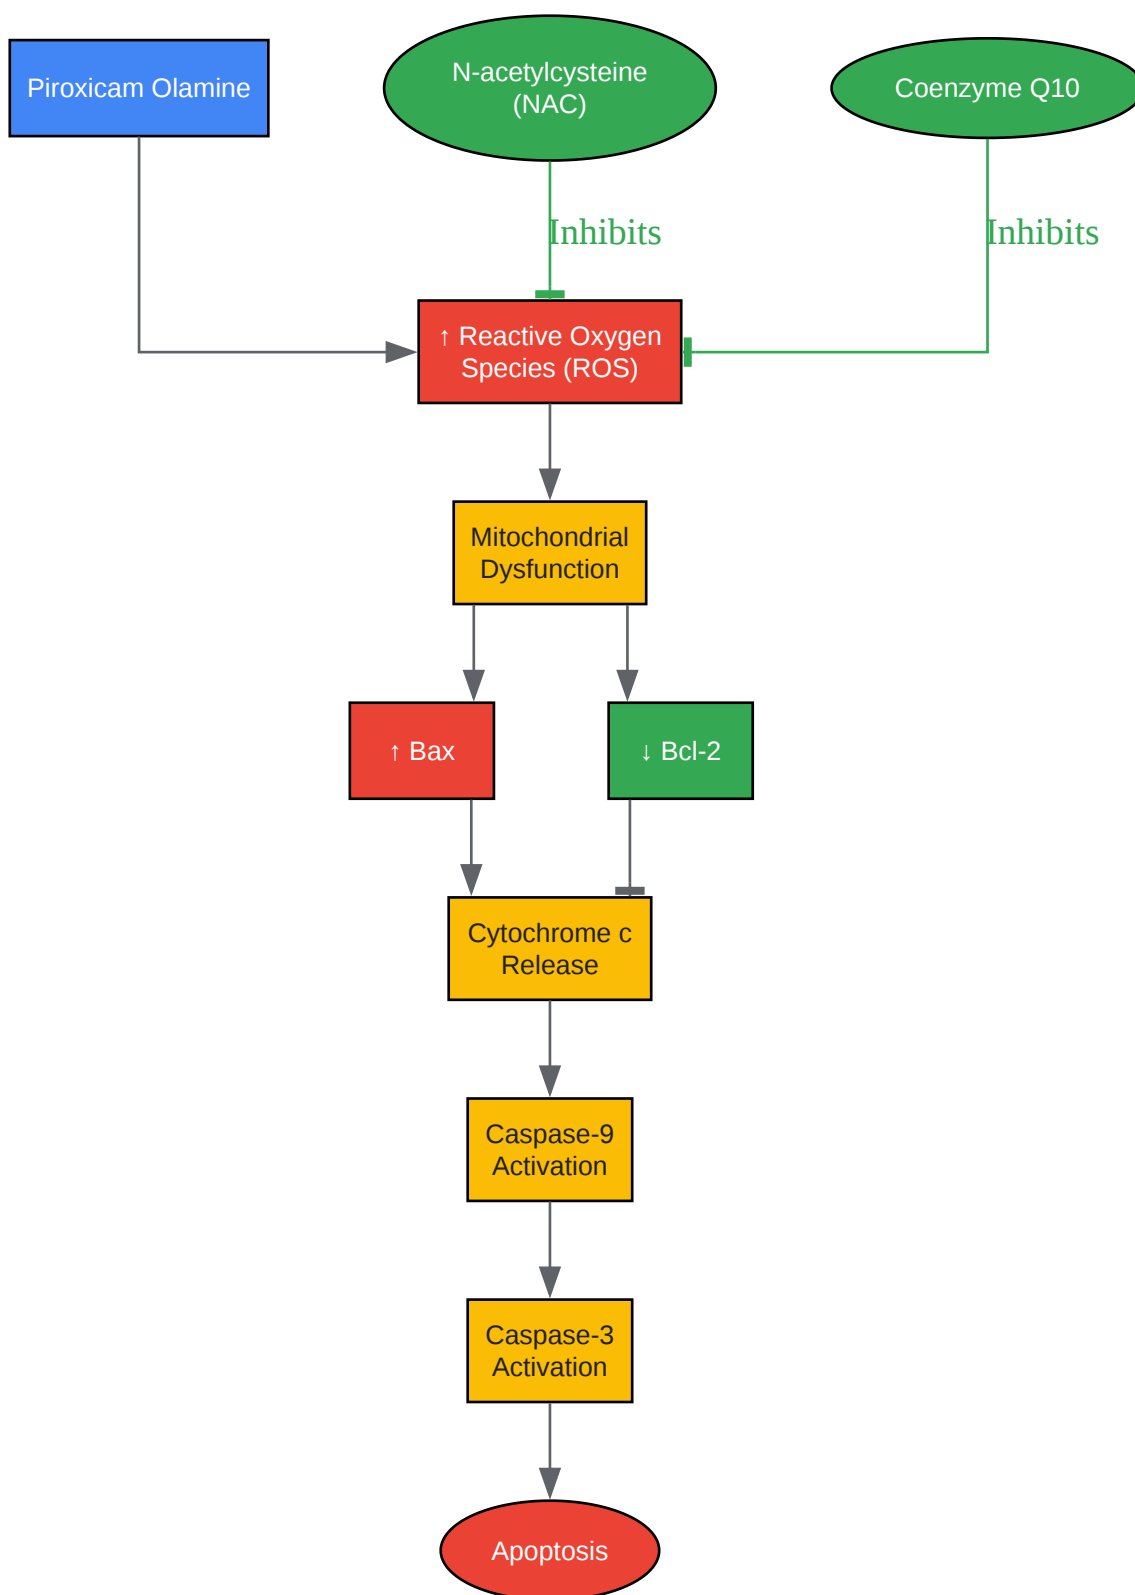 Piroxicam Olamine
N-acetylcysteine
(NAC)
Coenzyme Q10
Inhibits
Inhibits
↑ Reactive Oxygen
Species (ROS)
Mitochondrial
Dysfunction
↑ Bax
↓ Bcl-2
Cytochrome c
Release
Caspase-9
Activation
Caspase-3
Activation
Apoptosis